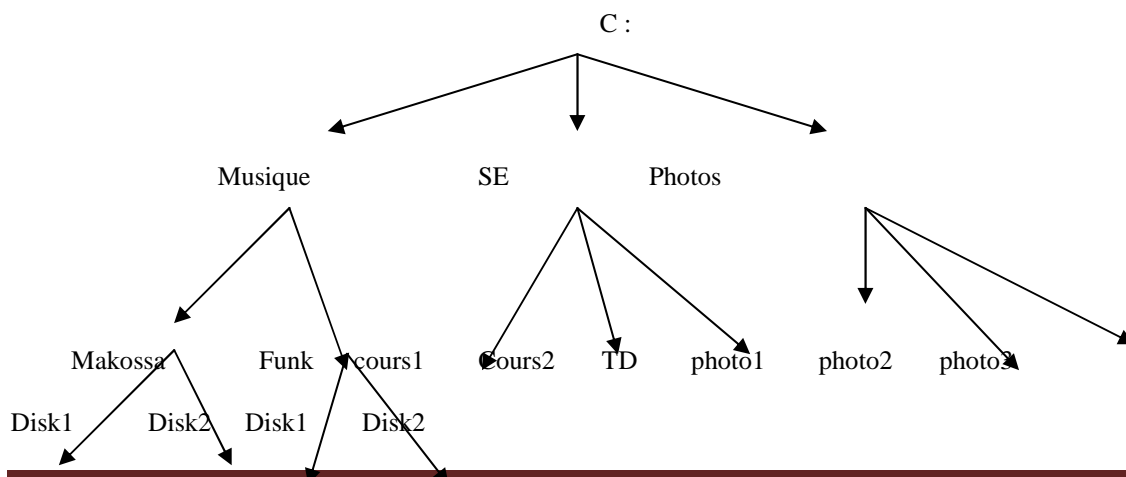 C :
Musique SE Photos
Makossa Funk cours1 Cours2 TD photo1 photo2 photo3
Disk1 Disk2 Disk1 Disk2